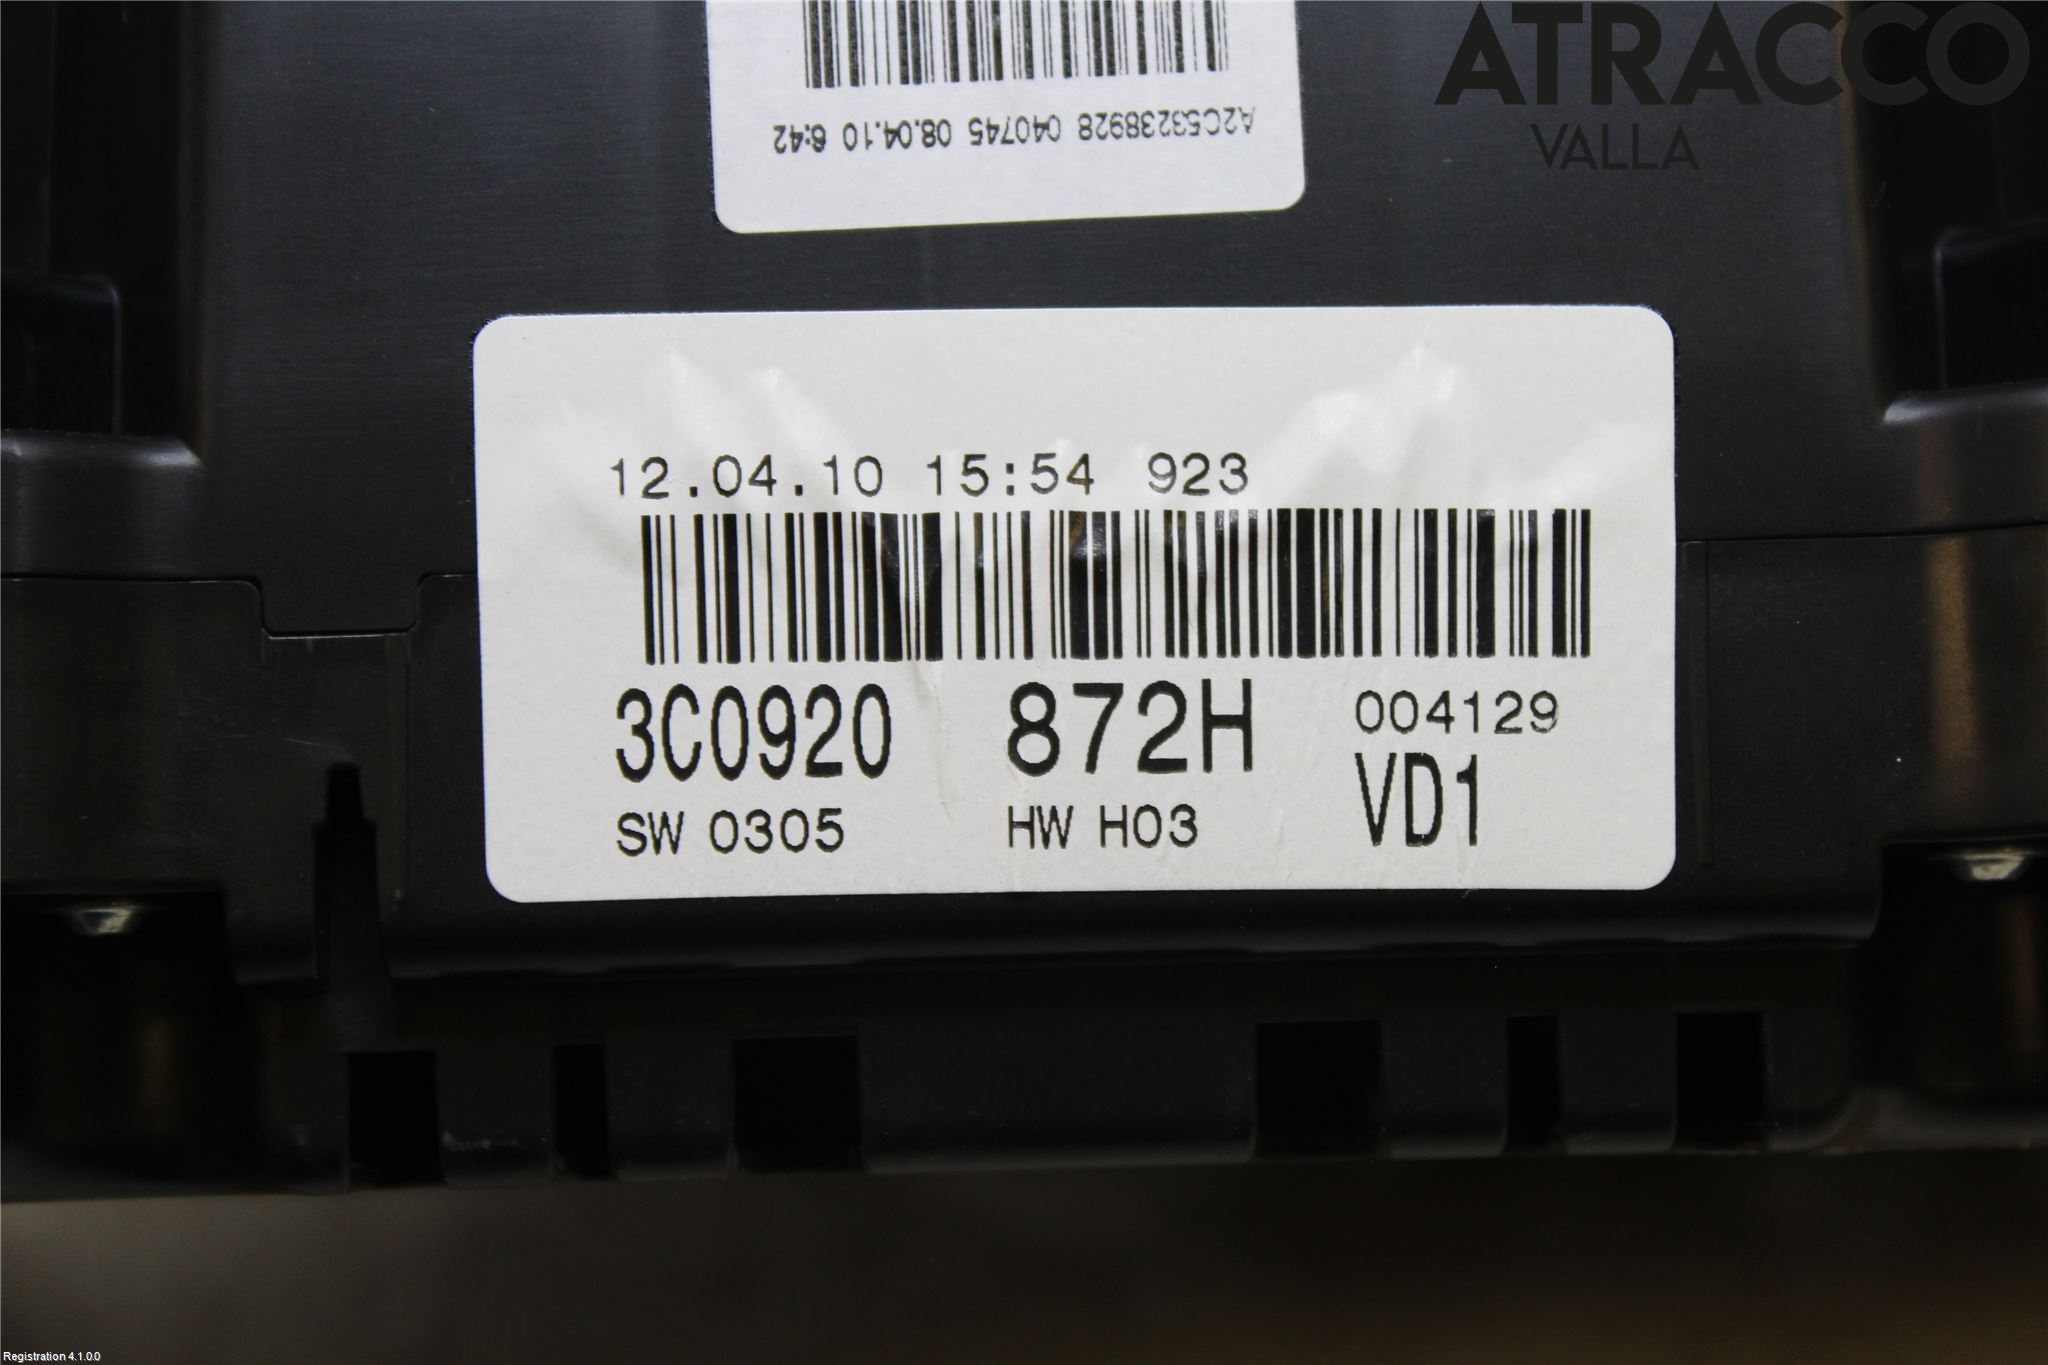 ATRACCO
VALLA
A2C53238928 040745 08.04.10 6:42
12.04.10 15:54 923
3C0920 872H 004129
SW 0305 HW H03 VD1
Registration 4.1.0.0